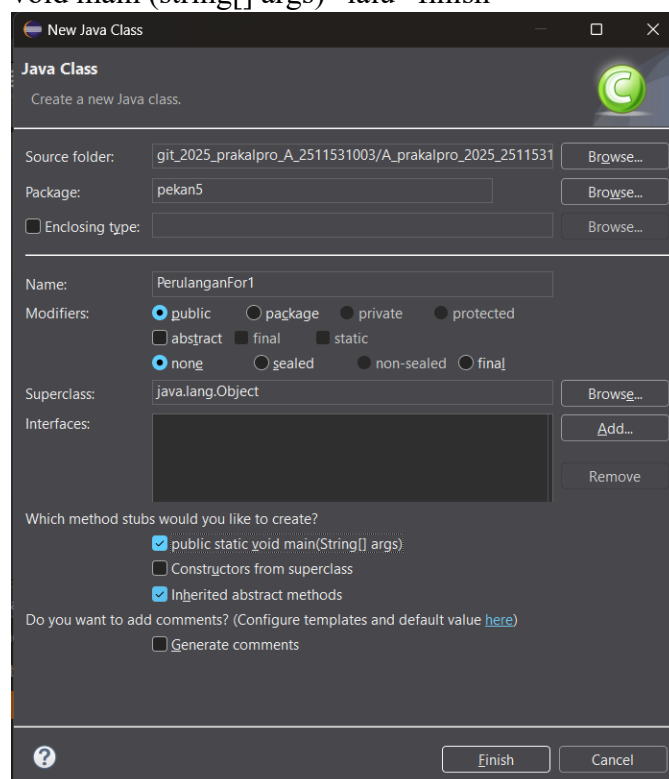 void main (string[] args) lalu finish
New Java Class
Java Class
Create a new Java class.
Source folder: git_2025_prakalpro_A_2511531003/A_prakalpro_2025_2511531 Browse...
Package: pekan5 Browse...
Enclosing type: Browse...
Name: PerulanganFor1
Modifiers: public package private protected
abstract final static
none sealed non-sealed final
Superclass: java.lang.Object Browse...
Interfaces: Add...
Remove
Which method stubs would you like to create?
public static void main(String[] args)
Constructors from superclass
Inherited abstract methods
Do you want to add comments? (Configure templates and default value here)
Generate comments
? Finish Cancel